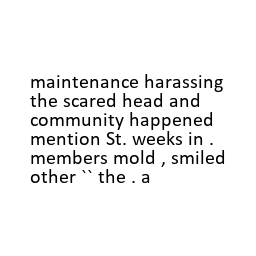 maintenance harassing
the scared head and
community happened
mention St. weeks in .
members mold , smiled
other `` the . a